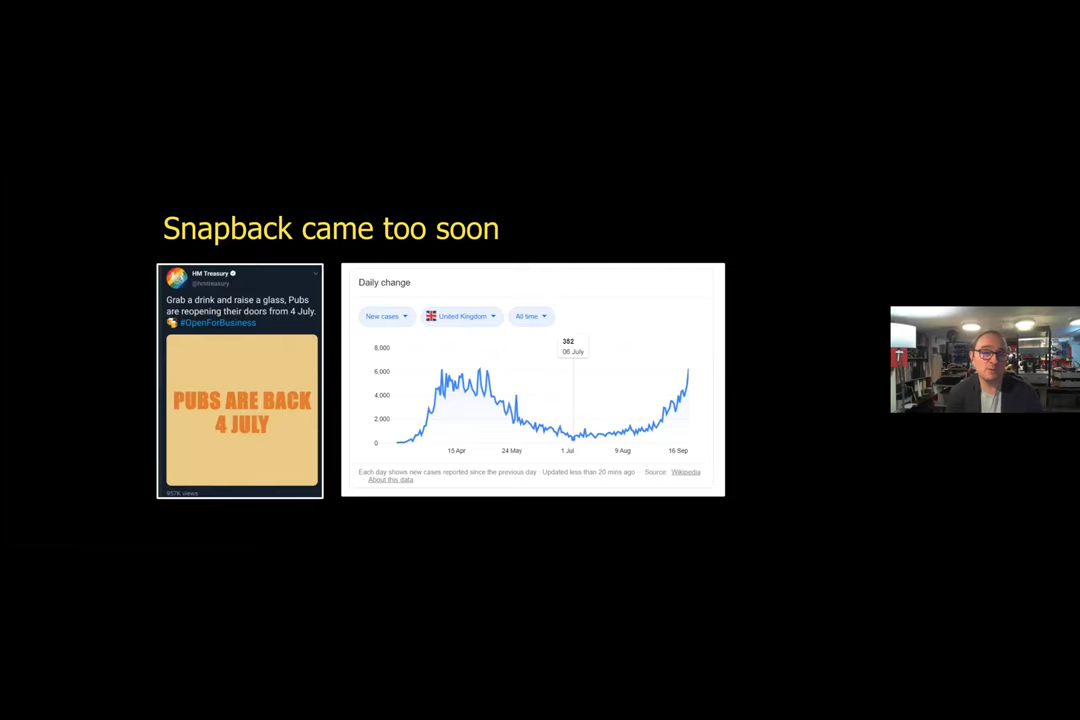 Snapback came too soon
HM Treasury
@hmtreasury
Grab a drink and raise a glass, Pubs
are reopening their doors from 4 July.
🍻 #OpenForBusiness
PUBS ARE BACK
4 JULY
957K views
Daily change
New cases
United Kingdom
All time
352
06 July
8,000
6,000
4,000
2,000
0
15 Apr
24 May
1 Jul
9 Aug
16 Sep
Each day shows new cases reported since the previous day · Updated less than 20 mins ago · Source: Wikipedia
About this data